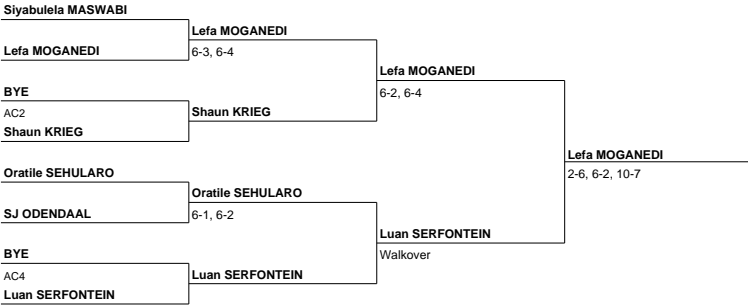 Siyabulela MASWABI
Lefa MOGANEDI
Lefa MOGANEDI
6-3, 6-4
Lefa MOGANEDI
BYE
6-2, 6-4
AC2
Shaun KRIEG
Shaun KRIEG
Lefa MOGANEDI
Oratile SEHULARO
2-6, 6-2, 10-7
Oratile SEHULARO
SJ ODENDAAL
6-1, 6-2
Luan SERFONTEIN
BYE
Walkover
AC4
Luan SERFONTEIN
Luan SERFONTEIN